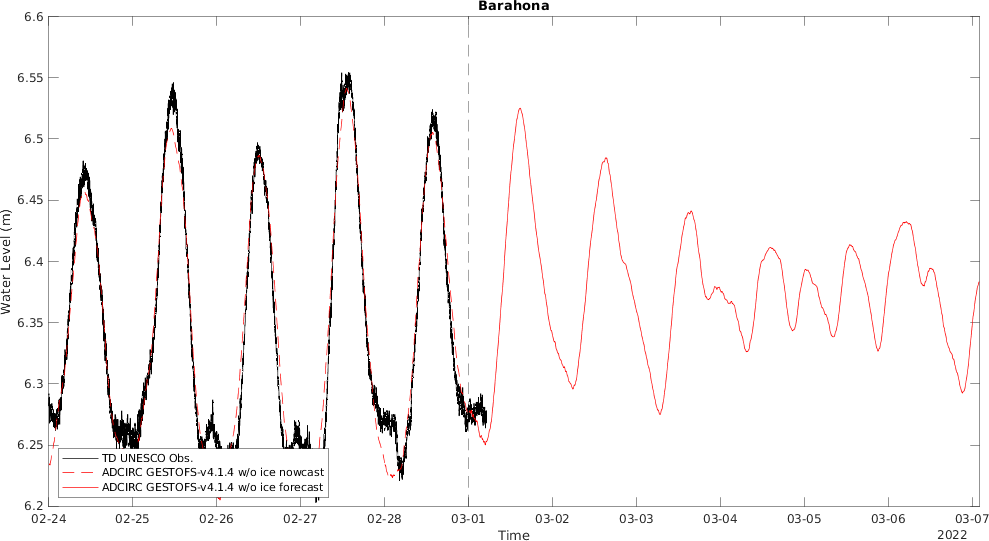 Barahona
6.6
6.55
6.5
6.45
6.4
6.35
6.3
6.25
6.2
Water Level (m)
TD UNESCO Obs.
ADCIRC GESTOFS-v4.1.4 w/o ice nowcast
ADCIRC GESTOFS-v4.1.4 w/o ice forecast
02-24 02-25 02-26 02-27 02-28 03-01 03-02 03-03 03-04 03-05 03-06 03-07
Time
2022